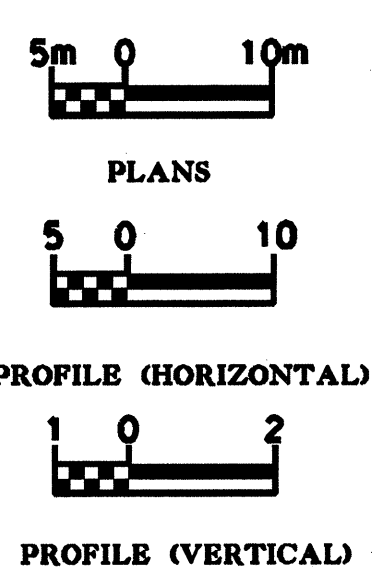 5m 0 10m
PLANS
5 0 10
PROFILE (HORIZONTAL)
1 0 2
PROFILE (VERTICAL)